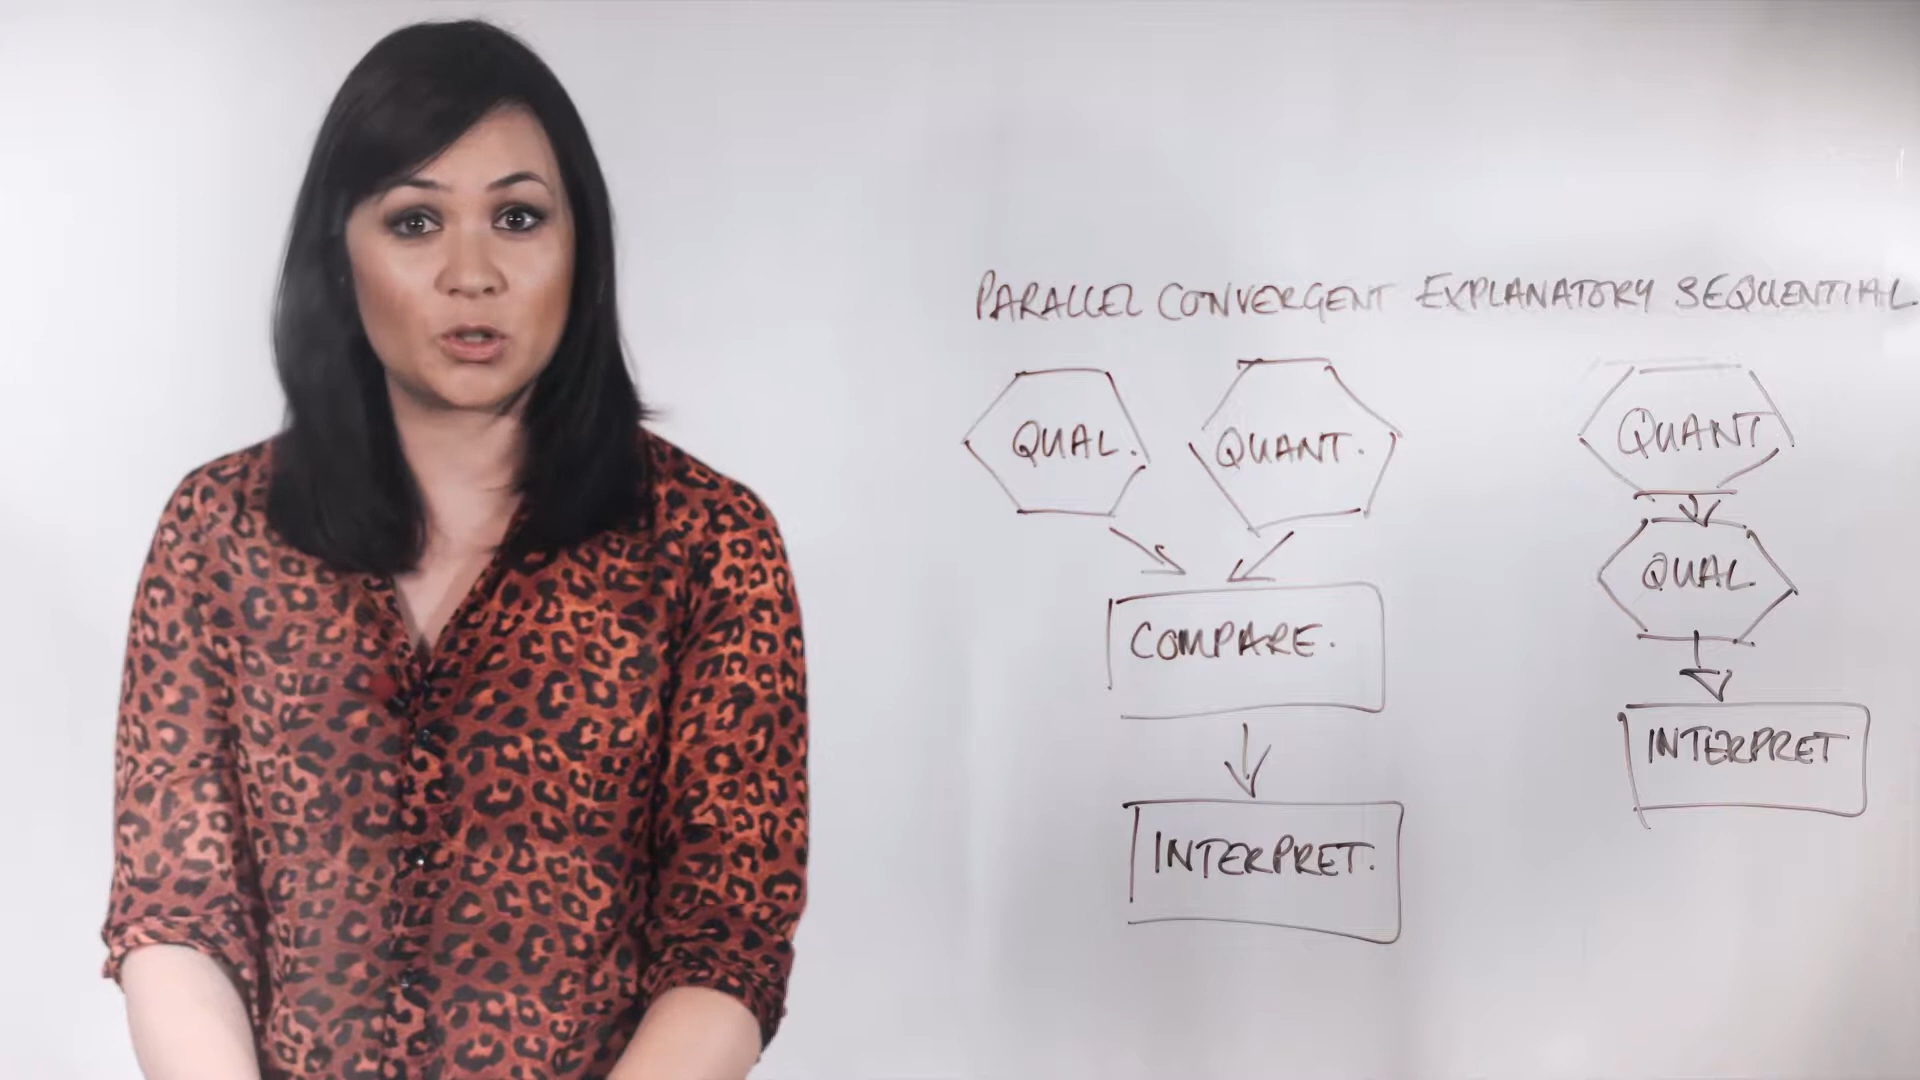 PARALLEL CONVERGENT
QUAL.
QUANT.
COMPARE.
INTERPRET.
EXPLANATORY SEQUENTIAL
QUANT
QUAL.
INTERPRET